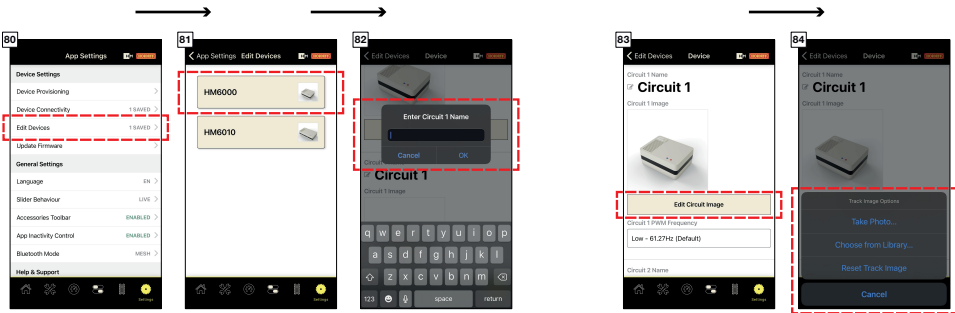 80
App Settings
Device Settings
Device Provisioning
Device Connectivity 1 SAVED
Edit Devices 1 SAVED
Update Firmware
General Settings
Language EN
Slider Behaviour LIVE
Accessories Toolbar ENABLED
App Inactivity Control ENABLED
Bluetooth Mode MESH
Help & Support
Settings
81
App Settings Edit Devices
HM6000
HM6010
Settings
82
Edit Devices Device
Enter Circuit 1 Name
Cancel OK
Circuit 1
Circuit 1 Image
q w e r t y u i o p
a s d f g h j k l
z x c v b n m
123 space return
83
Edit Devices Device
Circuit 1 Name
Circuit 1
Circuit 1 Image
Edit Circuit Image
Circuit 1 PWM Frequency
Low - 61.27Hz (Default)
Circuit 2 Name
Settings
84
Edit Devices Device
Circuit 1 Name
Circuit 1
Circuit 1 Image
Track Image Options
Take Photo...
Choose from Library...
Reset Track Image
Cancel